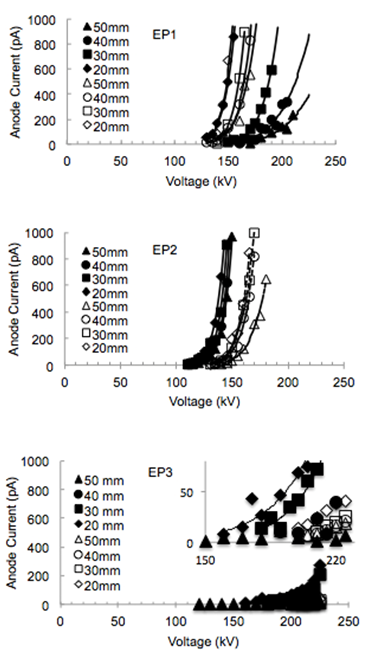 EP1
Anode Current (pA)
1000
800
600
400
200
0
50mm
40mm
30mm
20mm
50mm
40mm
30mm
20mm
0 50 100 150 200 250
Voltage (kV)
EP2
Anode Current (pA)
1000
800
600
400
200
0
50mm
40mm
30mm
20mm
50mm
40mm
30mm
20mm
0 50 100 150 200 250
Voltage (kV)
EP3
Anode Current (pA)
1000
800
600
400
200
0
50 mm
40 mm
30 mm
20 mm
50mm
40mm
30mm
20mm
50
0
150 220
0 50 100 150 200 250
Voltage (kV)